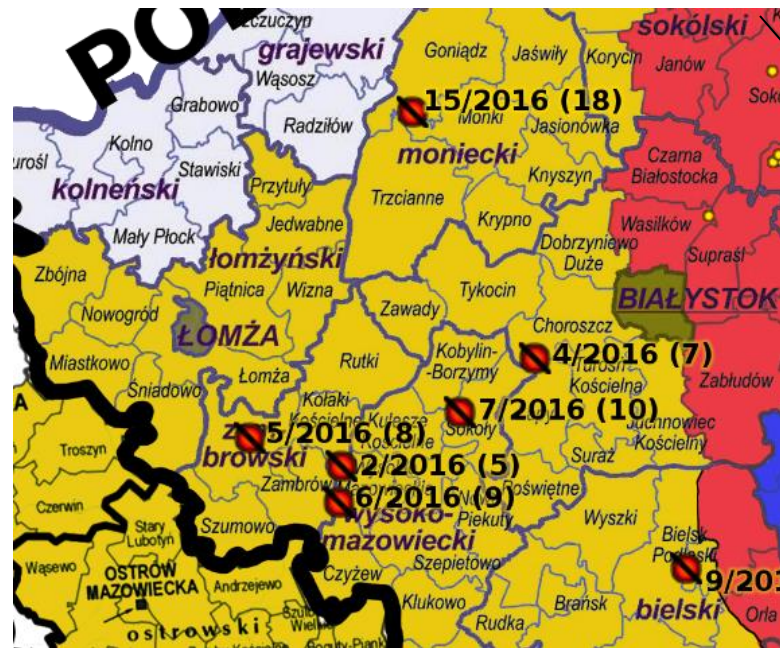 POL
Szczuczyn
grajewski
Wąsosz
Grabowo
Radziłów
Kolno
Stawiski
kolneński
Mały Płock
Goniądz
Jaświły
Korycin
sokólski
Janów
15/2016 (18)
Mońki
Jasionówka
moniecki
Knyszyn
Trzcianne
Krypno
Czarna
Białostocka
Wasilków
Supraśl
Przytuły
Jedwabne
łomżyński
Zbójna
Piątnica
Wizna
Nowogród
ŁOMŻA
Miastkowo
Śniadowo
Łomża
Dobrzyniewo
Duże
Tykocin
Zawady
BIAŁYSTOK
Choroszcz
Rutki
Kobylin-
-Borzymy
4/2016 (7)
Turośń
Kościelna
Zabłudów
Kołaki
Kościelne
Kulesze
Kościelne
7/2016 (10)
Sokoły
Juchnowiec
Kościelny
Suraż
5/2016 (8)
browski
2/2016 (5)
Zambrów
6/2016 (9)
Poświętne
Piekuty
wysoko-
mazowiecki
Szumowo
Szepietowo
Czyżew
Klukowo
Wyszki
Bielsk
Podlaski
9/201
bielski
Brańsk
Rudka
Orla
Troszyn
Czerwin
Stary
Lubotyń
Wąsewo
OSTRÓW
MAZOWIECKA
Andrzejewo
ostrowski